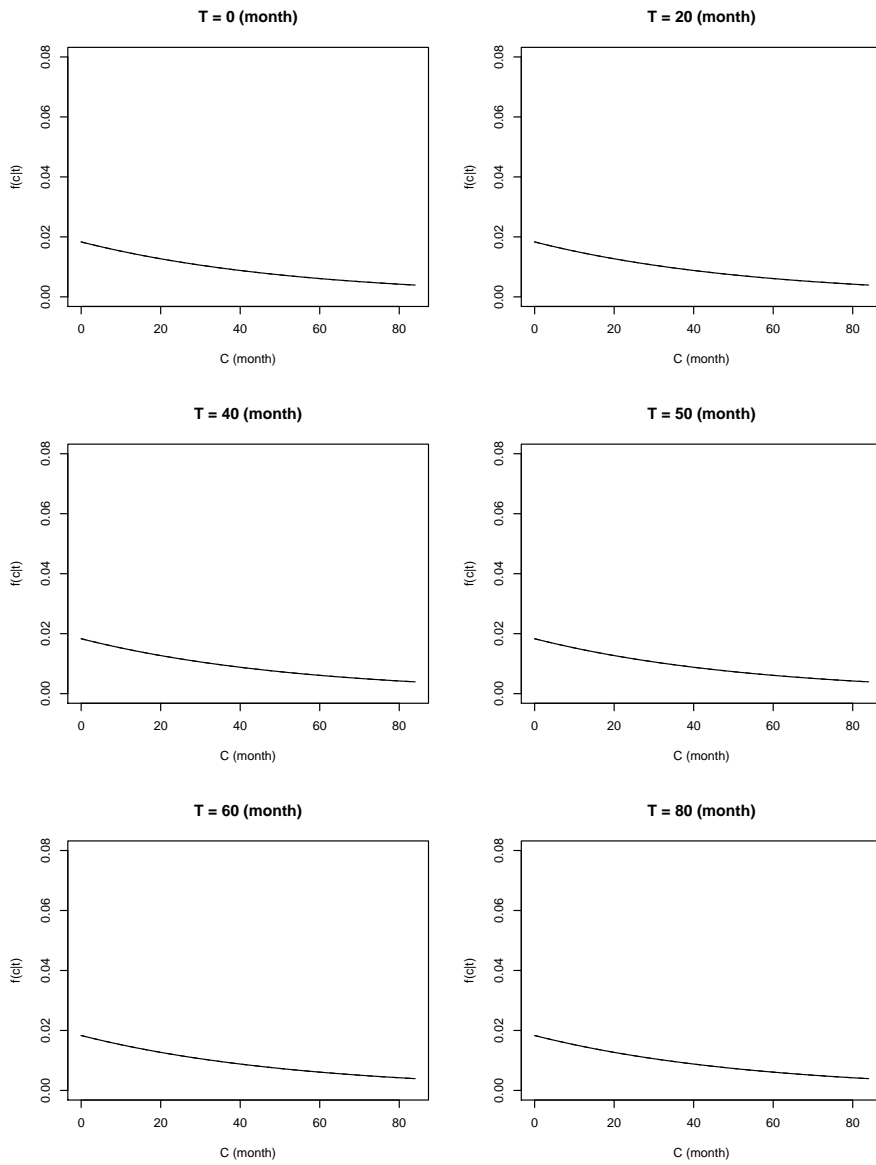 T = 0 (month)
f(c|t)
0.00 0.02 0.04 0.06 0.08
0 20 40 60 80
C (month)
T = 20 (month)
f(c|t)
0.00 0.02 0.04 0.06 0.08
0 20 40 60 80
C (month)
T = 40 (month)
f(c|t)
0.00 0.02 0.04 0.06 0.08
0 20 40 60 80
C (month)
T = 50 (month)
f(c|t)
0.00 0.02 0.04 0.06 0.08
0 20 40 60 80
C (month)
T = 60 (month)
f(c|t)
0.00 0.02 0.04 0.06 0.08
0 20 40 60 80
C (month)
T = 80 (month)
f(c|t)
0.00 0.02 0.04 0.06 0.08
0 20 40 60 80
C (month)